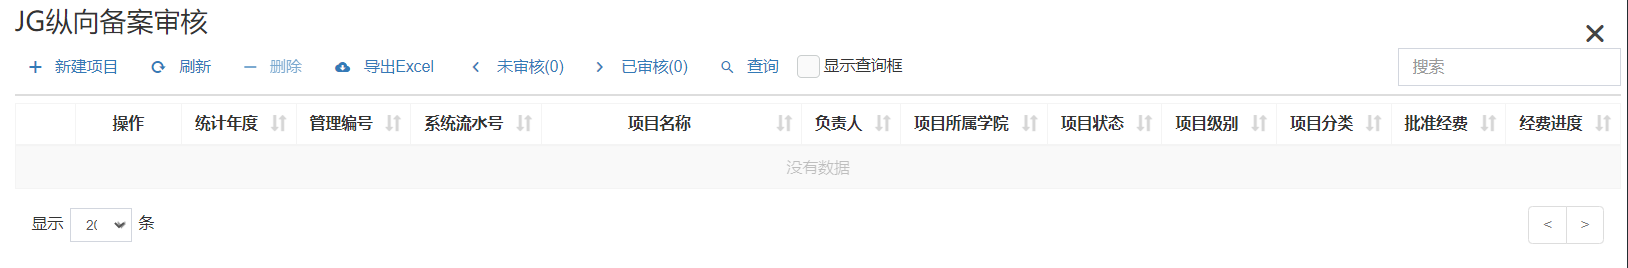 JG纵向备案审核
新建项目 刷新 删除 导出Excel 未审核(0) 已审核(0) 查询 显示查询框 搜索
操作 统计年度 管理编号 系统流水号 项目名称 负责人 项目所属学院 项目状态 项目级别 项目分类 批准经费 经费进度
没有数据
显示 20 条 < >